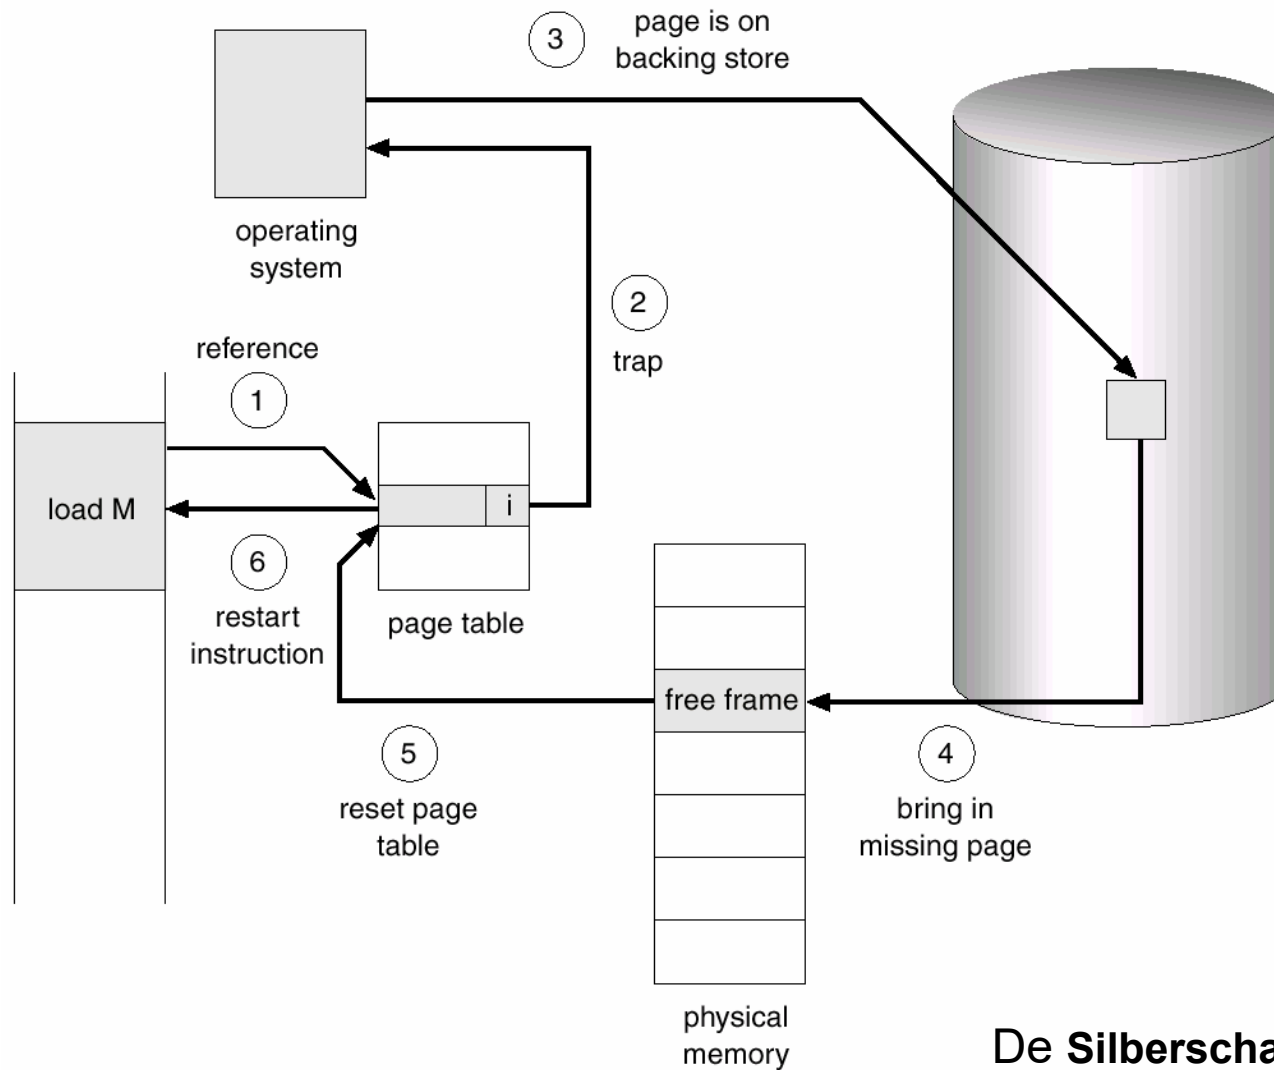 3
page is on
backing store
operating
system
2
trap
reference
1
load M
i
6
restart
instruction
page table
free frame
5
reset page
table
4
bring in
missing page
physical
memory
De